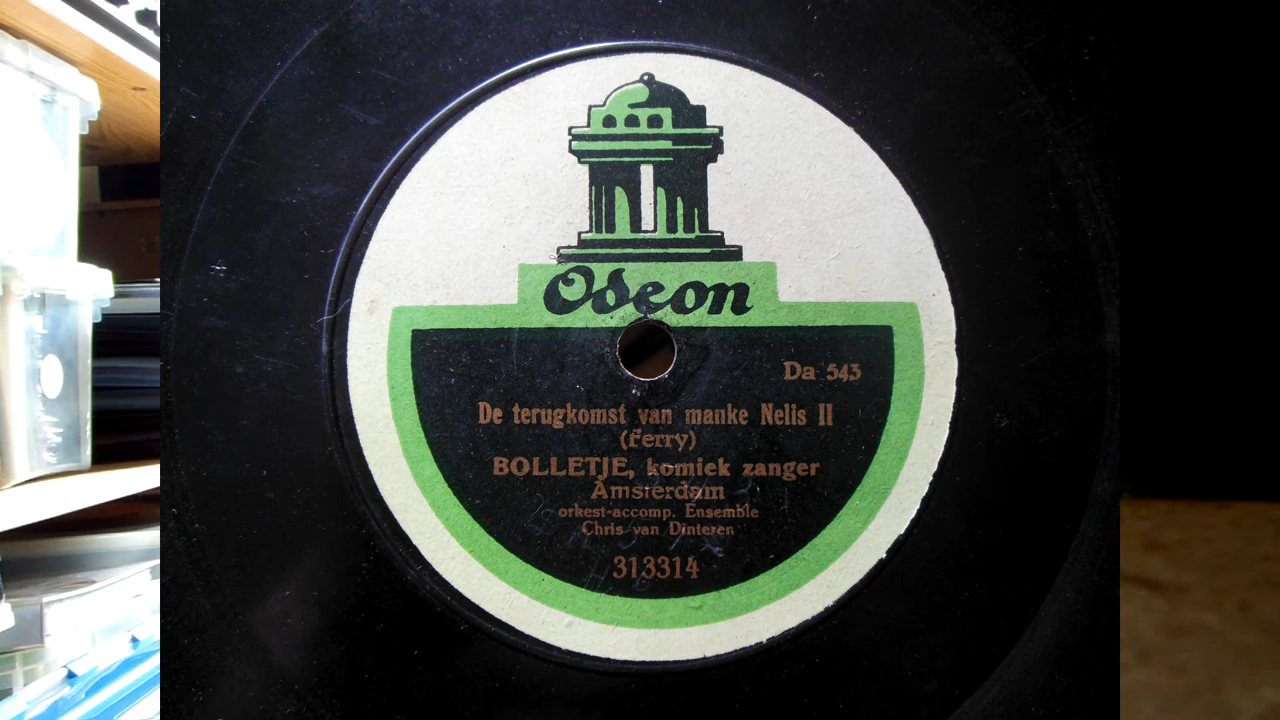 Odeon
Da 543
De terugkomst van manke Nelis II
(Ferry)
BOLLETJE, komiek zanger
Amsterdam
orkest-accomp. Ensemble
Chris van Dinteren
313314